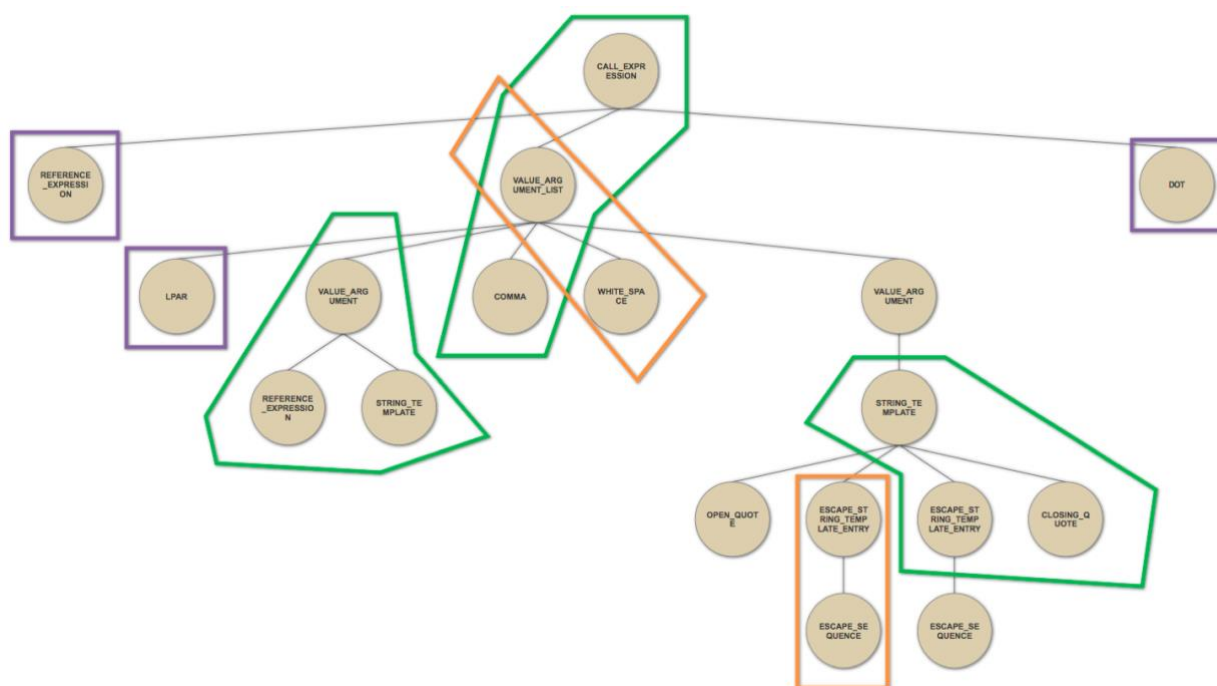 CALL_EXPR
ESSION
REFERENCE
_EXPRESSI
ON
VALUE_ARG
UMENT_LIST
DOT
LPAR
VALUE_ARG
UMENT
COMMA
WHITE_SPA
CE
VALUE_ARG
UMENT
REFERENCE
_EXPRESSIO
N
STRING_TE
MPLATE
STRING_TE
MPLATE
OPEN_QUOT
E
ESCAPE_ST
RING_TEMP
LATE_ENTRY
ESCAPE_ST
RING_TEMP
LATE_ENTRY
CLOSING_Q
UOTE
ESCAPE_SE
QUENCE
ESCAPE_SE
QUENCE